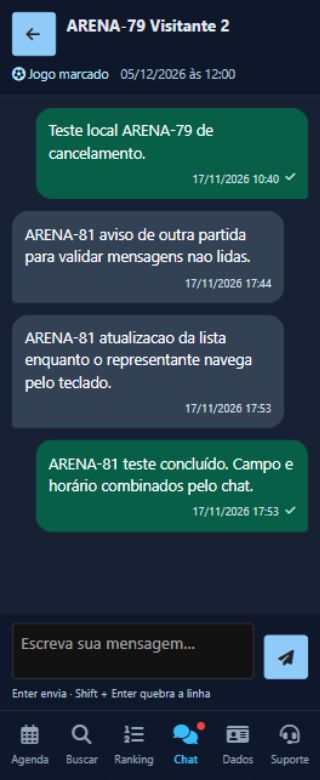 ARENA-79 Visitante 2
Jogo marcado 05/12/2026 às 12:00
Teste local ARENA-79 de
cancelamento.
17/11/2026 10:40
ARENA-81 aviso de outra partida
para validar mensagens nao lidas.
17/11/2026 17:44
ARENA-81 atualizacao da lista
enquanto o representante navega
pelo teclado.
17/11/2026 17:53
ARENA-81 teste concluído. Campo e
horário combinados pelo chat.
17/11/2026 17:53
Escreva sua mensagem...
Enter envia · Shift + Enter quebra a linha
Agenda Buscar Ranking Chat Dados Suporte